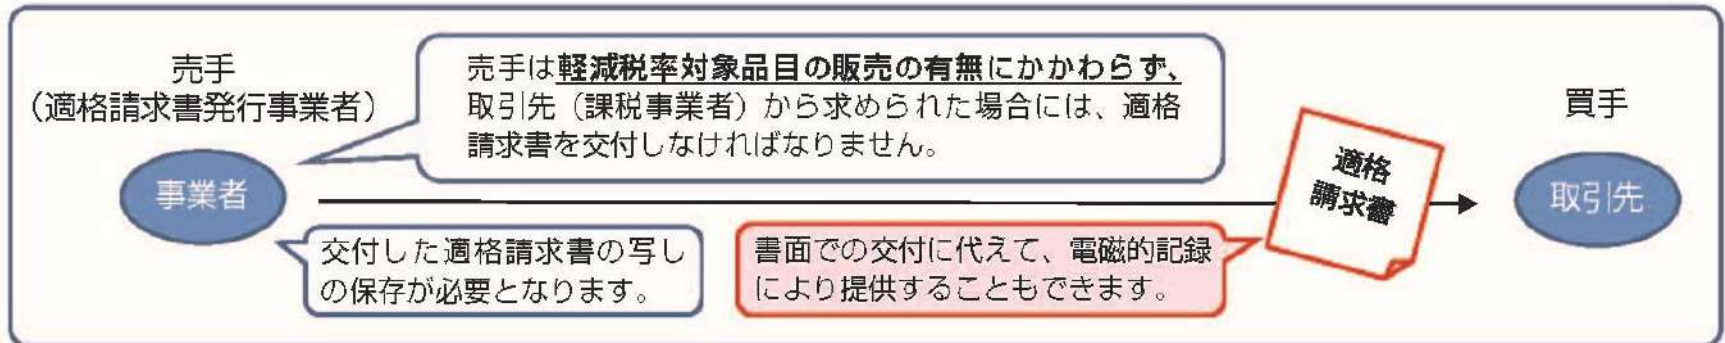 売手
（適格請求書発行事業者）
事業者
売手は軽減税率対象品目の販売の有無にかかわらず、
取引先（課税事業者）から求められた場合には、適格
請求書を交付しなければなりません。
交付した適格請求書の写し
の保存が必要となります。
書面での交付に代えて、電磁的記録
により提供することもできます。
適格
請求書
買手
取引先